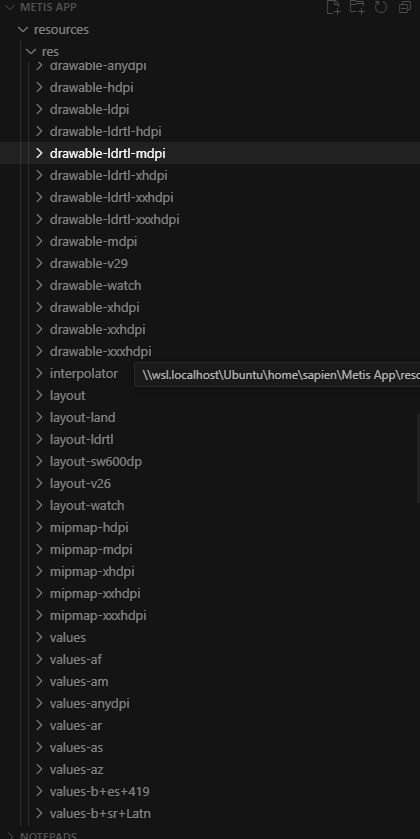 METIS APP
resources
res
drawable-anydpi
drawable-hdpi
drawable-ldpi
drawable-ldrtl-hdpi
drawable-ldrtl-mdpi
drawable-ldrtl-xhdpi
drawable-ldrtl-xxhdpi
drawable-ldrtl-xxxhdpi
drawable-mdpi
drawable-v29
drawable-watch
drawable-xhdpi
drawable-xxhdpi
drawable-xxxhdpi
interpolator \\wsl.localhost\Ubuntu\home\sapien\Metis App\reso
layout
layout-land
layout-ldrtl
layout-sw600dp
layout-v26
layout-watch
mipmap-hdpi
mipmap-mdpi
mipmap-xhdpi
mipmap-xxhdpi
mipmap-xxxhdpi
values
values-af
values-am
values-anydpi
values-ar
values-as
values-az
values-b+es+419
values-b+sr+Latn
NOTEPADS